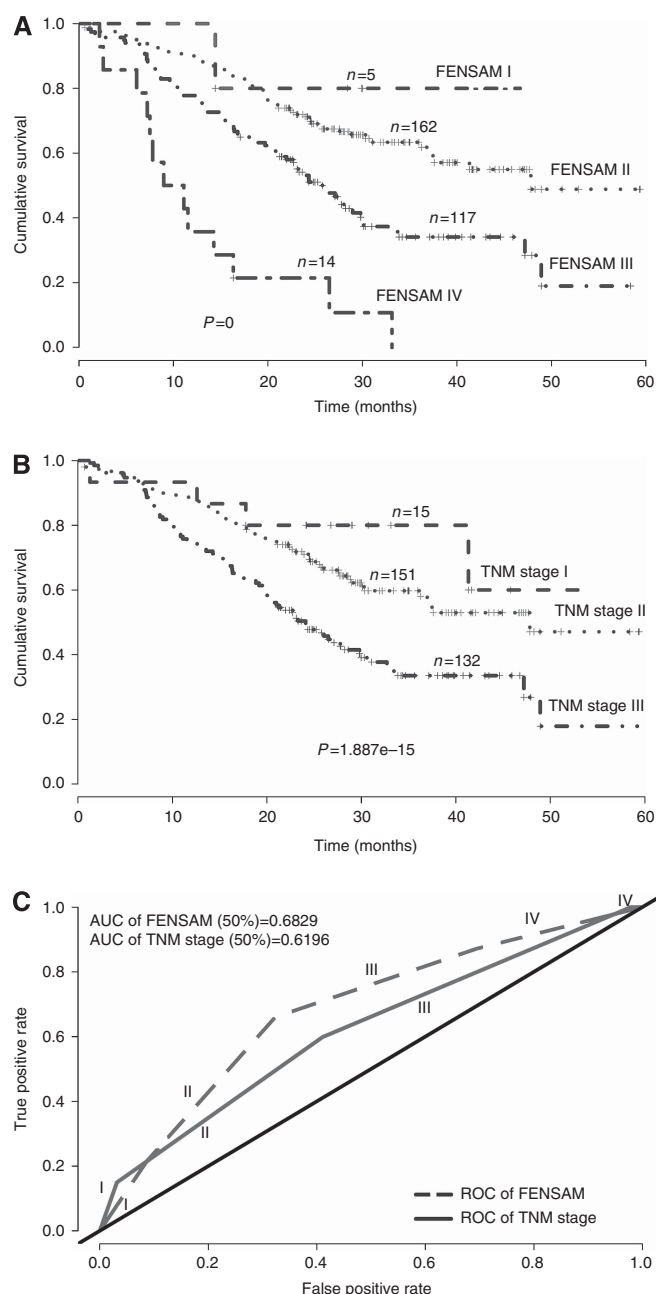 A
1.0
0.8
0.6
0.4
0.2
0.0
Cumulative survival
n=5
FENSAM I
n=162
FENSAM II
n=117
FENSAM III
n=14
FENSAM IV
P=0
0 10 20 30 40 50 60
Time (months)
B
1.0
0.8
0.6
0.4
0.2
0.0
Cumulative survival
n=15
TNM stage I
n=151
TNM stage II
n=132
TNM stage III
P=1.887e–15
0 10 20 30 40 50 60
Time (months)
C
1.0
0.8
0.6
0.4
0.2
0.0
True positive rate
AUC of FENSAM (50%)=0.6829
AUC of TNM stage (50%)=0.6196
IV
IV
III
III
II
II
I
I
ROC of FENSAM
ROC of TNM stage
0.0 0.2 0.4 0.6 0.8 1.0
False positive rate